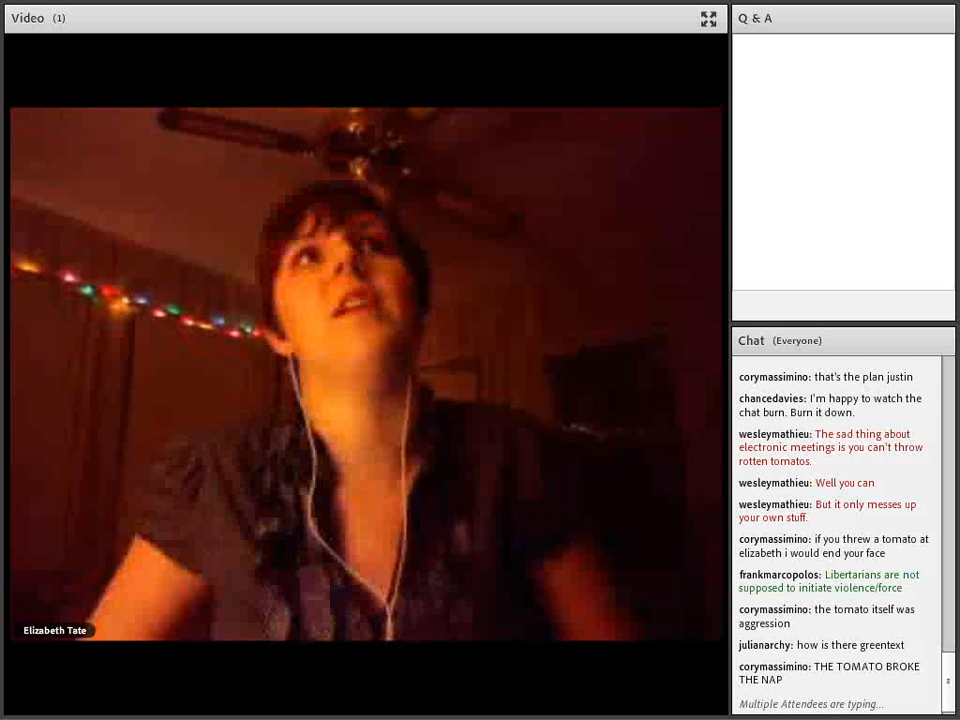 Video (1)
Elizabeth Tate
Q & A
Chat (Everyone)
corymassimino: that's the plan justin
chancedavies: I'm happy to watch the
chat burn. Burn it down.
wesleymathieu: The sad thing about
electronic meetings is you can't throw
rotten tomatos.
wesleymathieu: Well you can
wesleymathieu: But it only messes up
your own stuff.
corymassimino: if you threw a tomato at
elizabeth i would end your face
frankmarcopolos: Libertarians are not
supposed to initiate violence/force
corymassimino: the tomato itself was
aggression
julianarchy: how is there greentext
corymassimino: THE TOMATO BROKE
THE NAP
Multiple Attendees are typing...